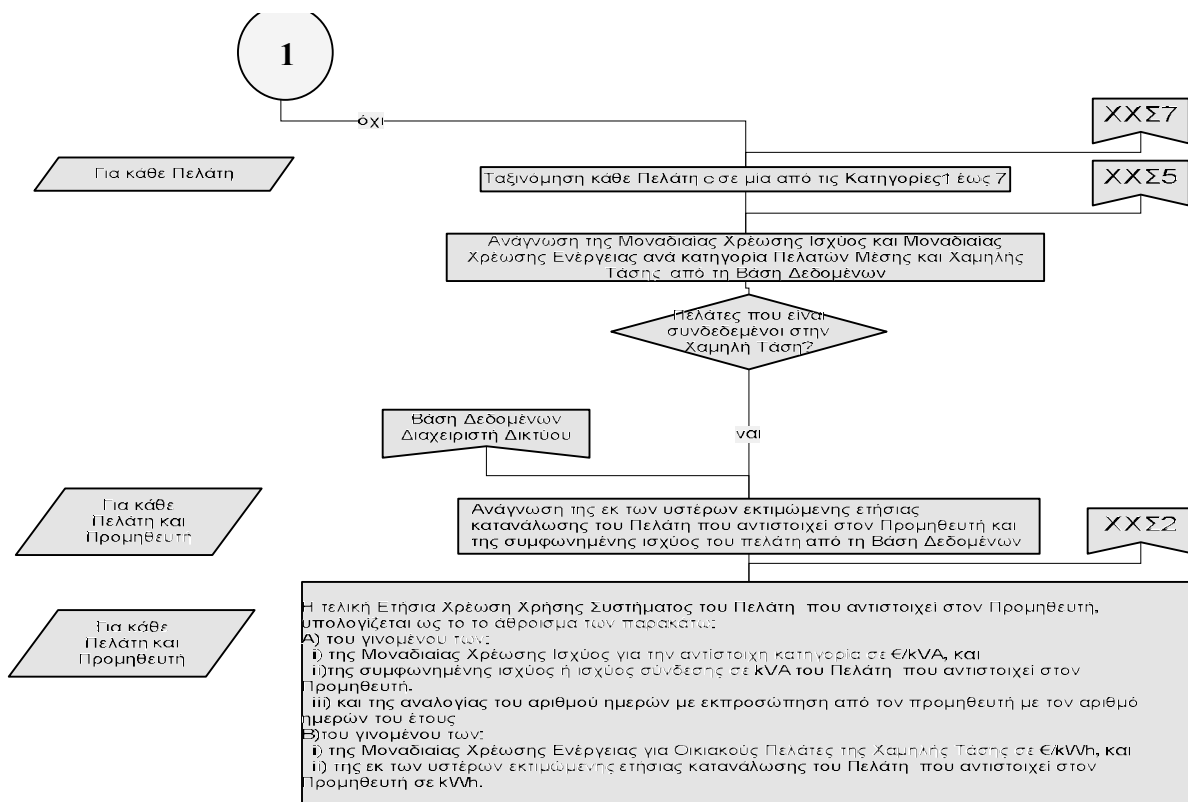 1
όχι
ΧΧΣ7
Για κάθε Πελάτη
Ταξινόμηση κάθε Πελάτη c σε μία από τις Κατηγορίες1 έως 7
ΧΧΣ5
Ανάγνωση της Μοναδιαίας Χρέωσης Ισχύος και Μοναδιαίας
Χρέωσης Ενέργειας ανά κατηγορία Πελατών Μέσης και Χαμηλής
Τάσης από τη Βάση Δεδομένων
Πελάτες που είναι
συνδεδεμένοι στην
Χαμηλή Τάση?
Βάση Δεδομένων
Διαχειριστή Δικτύου
ναι
Για κάθε
Πελάτη και
Προμηθευτή
Ανάγνωση της εκ των υστέρων εκτιμώμενης ετήσιας
κατανάλωσης του Πελάτη που αντιστοιχεί στον Προμηθευτή και
της συμφωνημένης ισχύος του πελάτη από τη Βάση Δεδομένων
ΧΧΣ2
Για κάθε
Πελάτη και
Προμηθευτή
Η τελική Ετήσια Χρέωση Χρήσης Συστήματος του Πελάτη που αντιστοιχεί στον Προμηθευτή,
υπολογίζεται ως το το άθροισμα των παρακάτω:
Α) του γινομένου των:
i) της Μοναδιαίας Χρέωσης Ισχύος για την αντίστοιχη κατηγορία σε €/kVA, και
ii)της συμφωνημένης ισχύος ή ισχύος σύνδεσης σε kVA του Πελάτη που αντιστοιχεί στον
Προμηθευτή.
iii) και της αναλογίας του αριθμού ημερών με εκπροσώπηση από τον προμηθευτή με τον αριθμό
ημερών του έτους
Β)του γινομένου των:
i) της Μοναδιαίας Χρέωσης Ενέργειας για Οικιακούς Πελάτες της Χαμηλής Τάσης σε €/kWh, και
ii) της εκ των υστέρων εκτιμώμενης ετήσιας κατανάλωσης του Πελάτη που αντιστοιχεί στον
Προμηθευτή σε kWh.